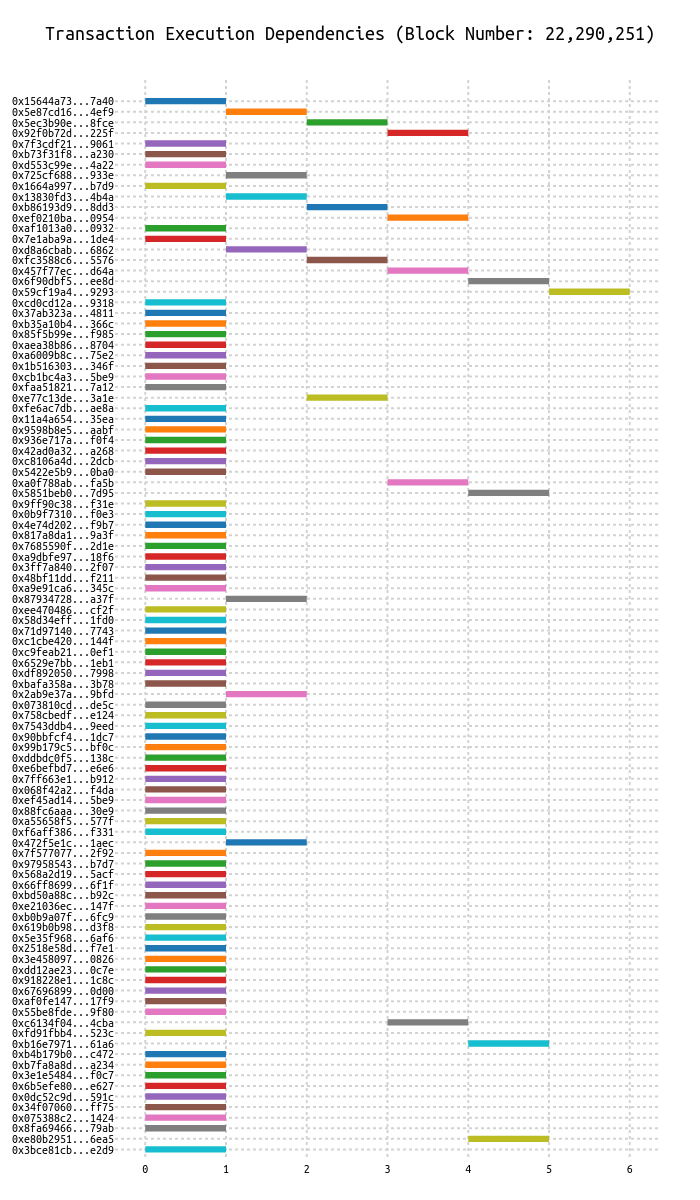 Transaction Execution Dependencies (Block Number: 22,290,251)
0x15644a73...7a40
0x5e87cd16...4ef9
0x5ec3b90e...8fce
0x92f0b72d...225f
0x7f3cdf21...9061
0xb73f31f8...a230
0xd553c99e...4a22
0x725cf688...933e
0x1664a997...b7d9
0x13830fd3...4b4a
0xb86193d9...8dd3
0xef0210ba...0954
0xaf1013a0...0932
0x7e1aba9a...1de4
0xd8a6cbab...6862
0xfc3588c6...5576
0x457f77ec...d64a
0x6f90dbf5...ee8d
0x59cf19a4...9293
0xcd0cd12a...9318
0x37ab323a...4811
0xb35a10b4...366c
0x85f5b99e...f985
0xaea38b86...8704
0xa6009b8c...75e2
0x1b516303...346f
0xcb1bc4a3...5be9
0xfaa51821...7a12
0xe77c13de...3a1e
0xfe6ac7db...ae8a
0x11a4a654...35ea
0x9598b8e5...aabf
0x936e717a...f0f4
0x42ad0a32...a268
0xc8106a4d...2dcb
0x5422e5b9...0ba0
0xa0f788ab...fa5b
0x5851beb0...7d95
0x9ff90c38...f31e
0x0b9f7310...f0e3
0x4e74d202...f9b7
0x817a8da1...9a3f
0x7685590f...2d1e
0xa9dbfe97...18f6
0x3ff7a840...2f07
0x48bf11dd...f211
0xa9e91ca6...345c
0x87934728...a37f
0xee470486...cf2f
0x58d34eff...1fd0
0x71d97140...7743
0xc1cbe420...144f
0xc9feab21...0ef1
0x6529e7bb...1eb1
0xdf892050...7998
0xbafa358a...3b78
0x2ab9e37a...9bfd
0x073810cd...de5c
0x758cbedf...e124
0x7543ddb4...9eed
0x90bbfcf4...1dc7
0x99b179c5...bf0c
0xddbdc0f5...138c
0xe6befbd7...e6e6
0x7ff663e1...b912
0x068f42a2...f4da
0xef45ad14...5be9
0x88fc6aaa...30e9
0xa55658f5...577f
0xf6aff386...f331
0x472f5e1c...1aec
0x7f577077...2f92
0x97958543...b7d7
0x568a2d19...5acf
0x66ff8699...6f1f
0xbd50a88c...b92c
0xe21036ec...147f
0xb0b9a07f...6fc9
0x619b0b98...d3f8
0x5e35f968...6af6
0x2518e58d...f7e1
0x3e458097...0826
0xdd12ae23...0c7e
0x918228e1...1c8c
0x67696899...0d00
0xaf0fe147...17f9
0x55be8fde...9f80
0xc6134f04...4cba
0xfd91fbb4...523c
0xb16e7971...61a6
0xb4b179b0...c472
0xb7fa8a8d...a234
0x3e1e5484...f0c7
0x6b5efe80...e627
0x0dc52c9d...591c
0x34f07060...ff75
0x075388c2...1424
0x8fa69466...79ab
0xe80b2951...6ea5
0x3bce81cb...e2d9
0 1 2 3 4 5 6